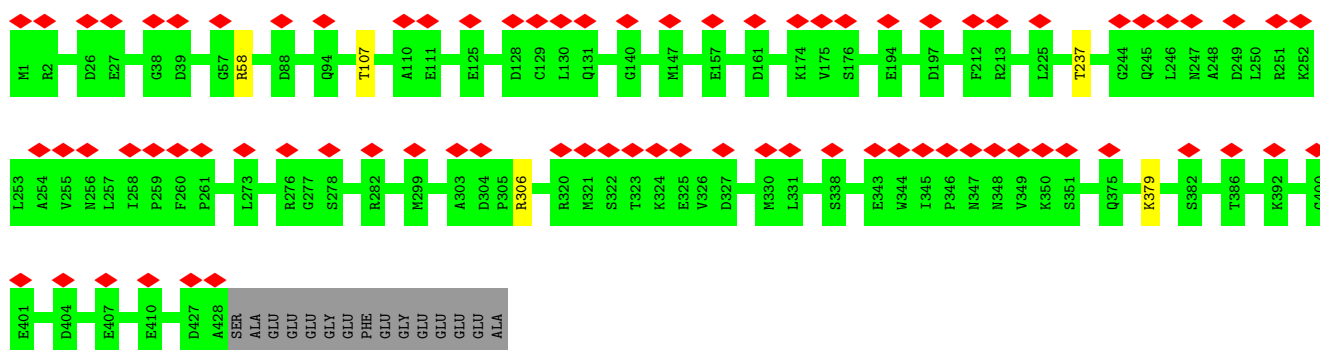 M1 R2 D26 E27 G38 D39 G57 R58 D88 Q94 T107 A110 E111 E125 D128 C129 L130 Q131 G140 M147 E157 D161 K174 V175 S176 E194 D197 F212 R213 L225 T237 G244 Q245 L246 N247 A248 D249 L250 R251 K252
L253 A254 V255 N256 L257 I258 P259 F260 P261 L273 R276 G277 S278 R282 M299 A303 D304 P305 R306 R320 M321 S322 T323 K324 E325 V326 D327 M330 L331 S338 E343 W344 I345 P346 N347 N348 V349 K350 S351 Q375 K379 S382 T386 K392
E401 D404 E407 E410 D427 A428 SER ALA GLU GLU GLU GLY GLU PHE GLU GLY GLU GLU GLU GLU ALA